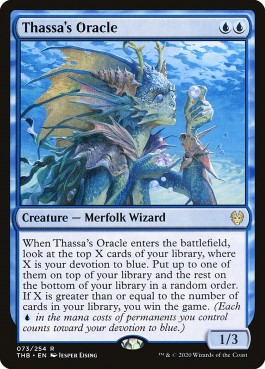 Thassa's Oracle
Creature — Merfolk Wizard
When Thassa's Oracle enters the battlefield,
look at the top X cards of your library, where
X is your devotion to blue. Put up to one of
them on top of your library and the rest on
the bottom of your library in a random order.
If X is greater than or equal to the number of
cards in your library, you win the game. (Each
in the mana costs of permanents you control
counts toward your devotion to blue.)
1/3
073/254 R
THB • EN Jesper Ejsing
™ & © 2020 Wizards of the Coast